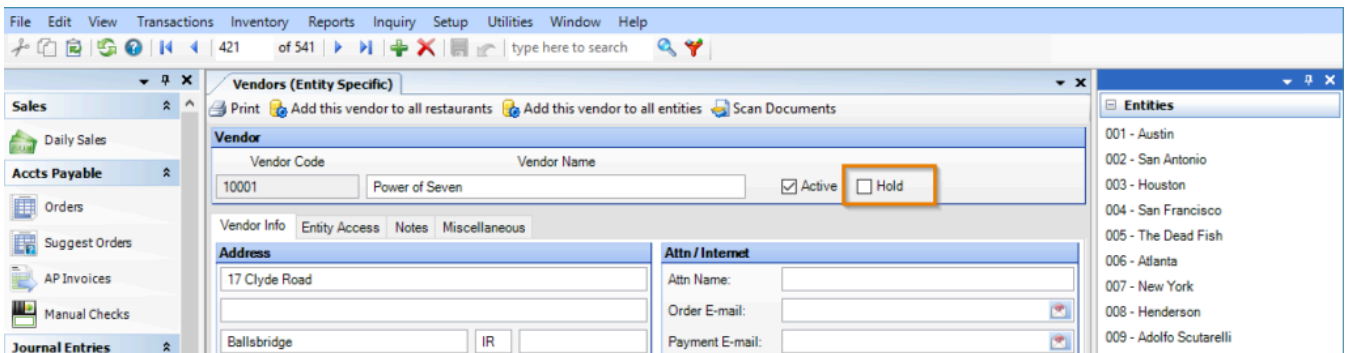 File Edit View Transactions Inventory Reports Inquiry Setup Utilities Window Help
421 of 541 type here to search
Sales
Daily Sales
Accts Payable
Orders
Suggest Orders
AP Invoices
Manual Checks
Journal Entries
Vendors (Entity Specific)
Print Add this vendor to all restaurants Add this vendor to all entities Scan Documents
Vendor
Vendor Code Vendor Name
10001 Power of Seven Active Hold
Vendor Info Entity Access Notes Miscellaneous
Address
17 Clyde Road
Ballsbridge IR
Attn / Internet
Attn Name:
Order E-mail:
Payment E-mail:
Entities
001 - Austin
002 - San Antonio
003 - Houston
004 - San Francisco
005 - The Dead Fish
006 - Atlanta
007 - New York
008 - Henderson
009 - Adolfo Scutarelli